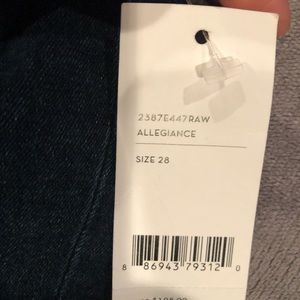 2387E447RAW
ALLEGIANCE
SIZE 28
8 86943 79312 0